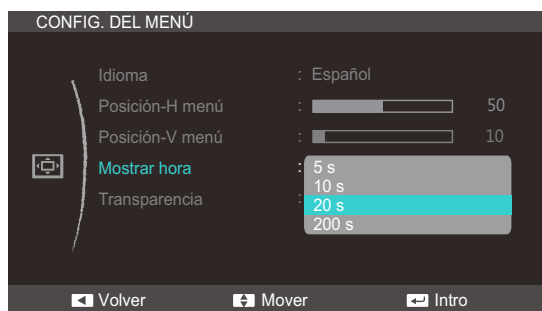 CONFIG. DEL MENÚ
Idioma : Español
Posición-H menú : 50
Posición-V menú : 10
Mostrar hora : 5 s
10 s
Transparencia : 20 s
200 s
Volver Mover Intro